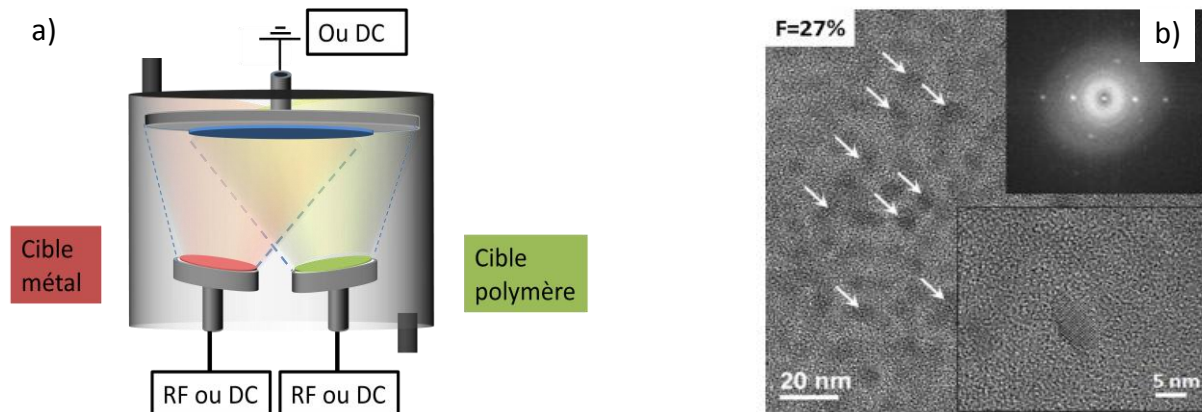 a)
Ou DC
Cible
métal
Cible
polymère
RF ou DC
RF ou DC
F=27%
b)
20 nm
5 nm